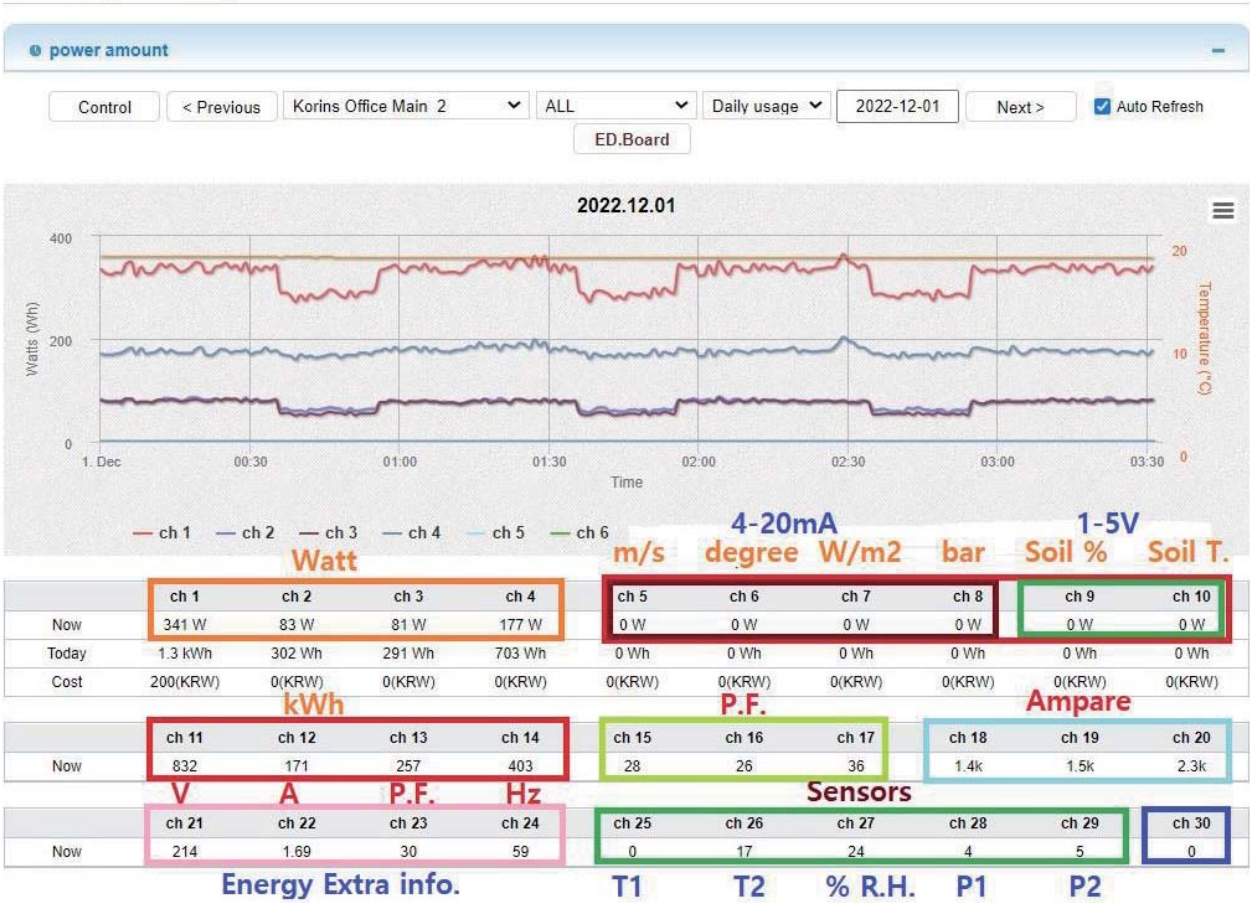 power amount
Control < Previous Korins Office Main 2 ALL Daily usage 2022-12-01 Next > Auto Refresh
ED.Board
2022.12.01
400
200
0
Watts (Wh)
20
10
0
Temperature (°C)
1. Dec 00:30 01:00 01:30 02:00 02:30 03:00 03:30
Time
ch 1 ch 2 ch 3 ch 4 ch 5 ch 6
4-20mA 1-5V
Watt m/s degree W/m2 bar Soil % Soil T.
ch 1 ch 2 ch 3 ch 4 ch 5 ch 6 ch 7 ch 8 ch 9 ch 10
Now 341 W 83 W 81 W 177 W 0 W 0 W 0 W 0 W 0 W 0 W
Today 1.3 kWh 302 Wh 291 Wh 703 Wh 0 Wh 0 Wh 0 Wh 0 Wh 0 Wh 0 Wh
Cost 200(KRW) 0(KRW) 0(KRW) 0(KRW) 0(KRW) 0(KRW) 0(KRW) 0(KRW) 0(KRW) 0(KRW)
kWh P.F. Ampare
ch 11 ch 12 ch 13 ch 14 ch 15 ch 16 ch 17 ch 18 ch 19 ch 20
Now 832 171 257 403 28 26 36 1.4k 1.5k 2.3k
V A P.F. Hz Sensors
ch 21 ch 22 ch 23 ch 24 ch 25 ch 26 ch 27 ch 28 ch 29 ch 30
Now 214 1.69 30 59 0 17 24 4 5 0
Energy Extra info. T1 T2 % R.H. P1 P2